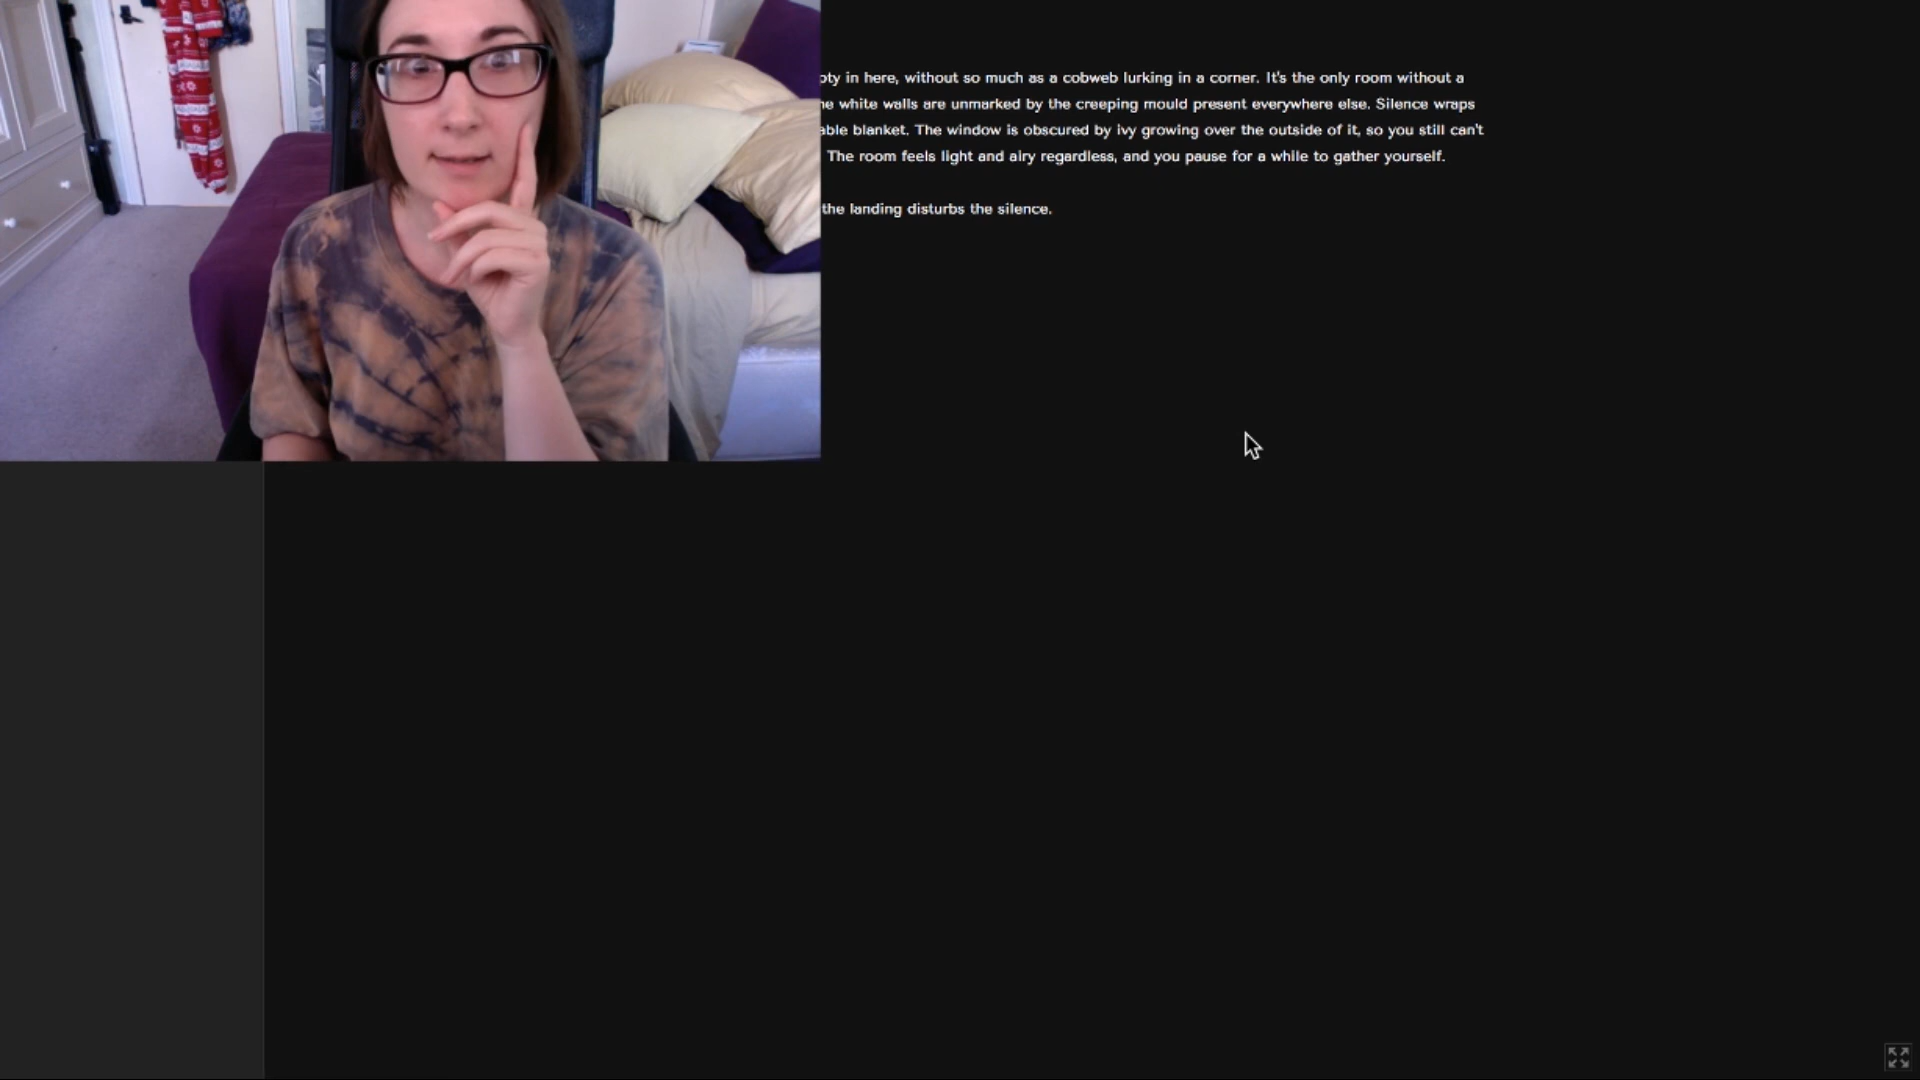 in here, without so much as a cobweb lurking in a corner. It's the only room without a
white walls are unmarked by the creeping mould present everywhere else. Silence wraps
blanket. The window is obscured by ivy growing over the outside of it, so you still can't
The room feels light and airy regardless, and you pause for a while to gather yourself.
the landing disturbs the silence.